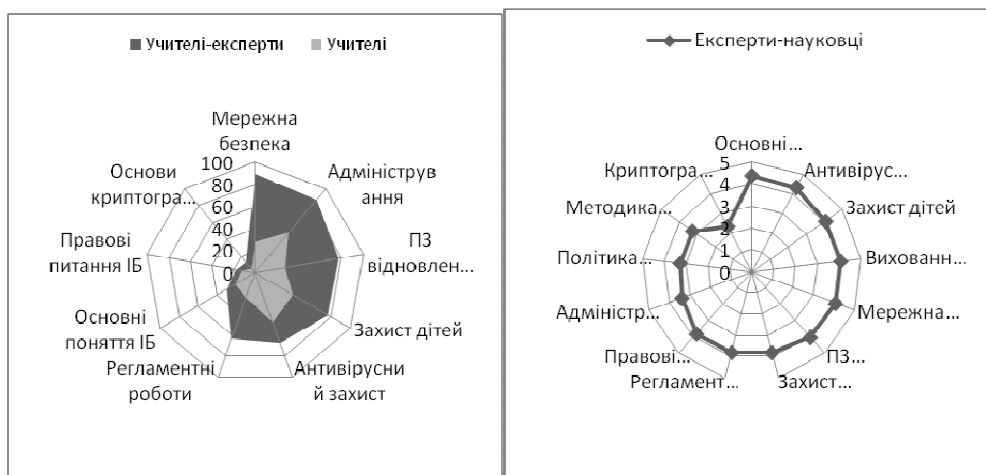 Учителі-експерти Учителі
Мережна
безпека
Адмініструв
ання
ПЗ
відновлен...
Захист дітей
Антивірусни
й захист
Регламентні
роботи
Основні
поняття ІБ
Правові
питання ІБ
Основи
криптогра...
100
80
60
40
20
0
Експерти-науковці
Основні...
Антивірус...
Захист дітей
Вихованн...
Мережна...
ПЗ...
Захист...
Регламент...
Правові...
Адміністр...
Політика...
Методика...
Криптогра...
5
4
3
2
1
0